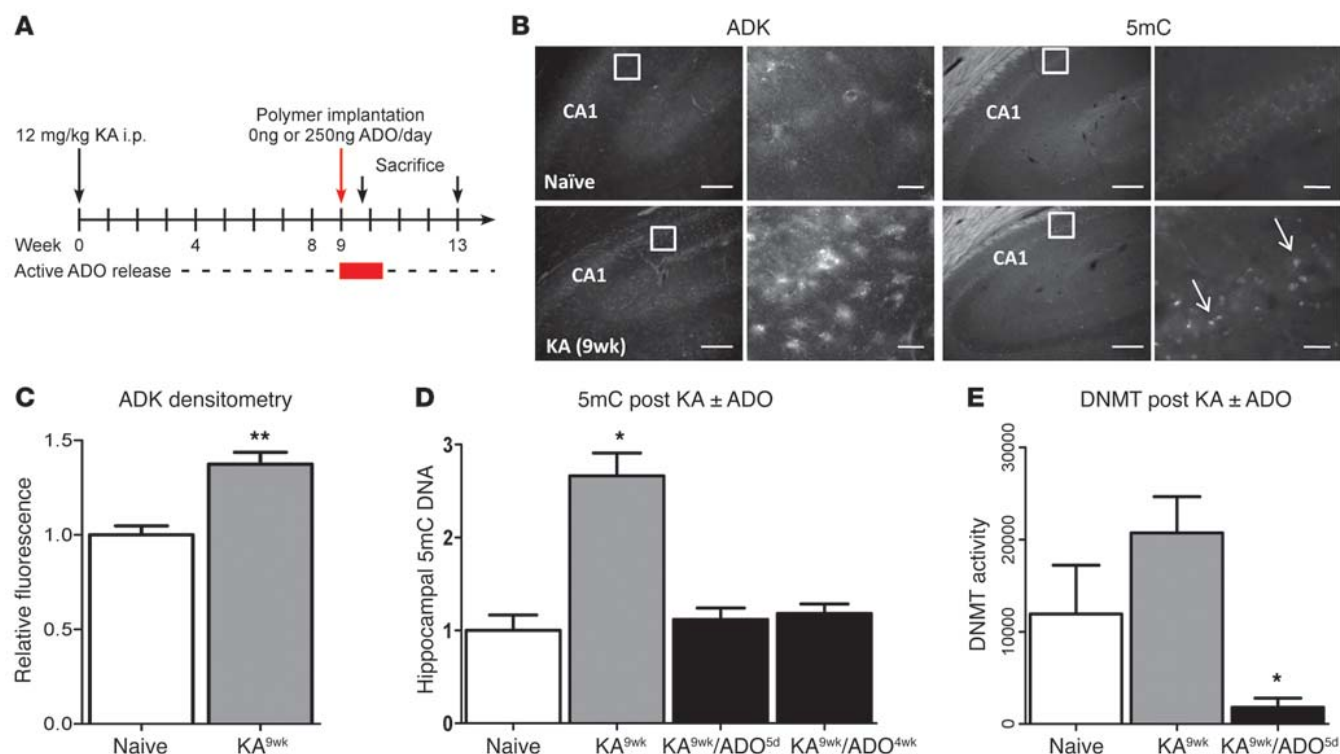 A
12 mg/kg KA i.p.
Polymer implantation
0ng or 250ng ADO/day
Sacrifice
Week 0 4 8 9 13
Active ADO release
B
ADK 5mC
CA1 CA1
Naïve
CA1 CA1
KA (9wk)
C
ADK densitometry
Relative fluorescence
1.5
1.0
0.5
0.0
**
Naive KA9wk
D
5mC post KA ± ADO
Hippocampal 5mC DNA
3
2
1
0
*
Naive KA9wk KA9wk/ADO5d KA9wk/ADO4wk
E
DNMT post KA ± ADO
DNMT activity
30000
20000
10000
0
*
Naive KA9wk KA9wk/ADO5d